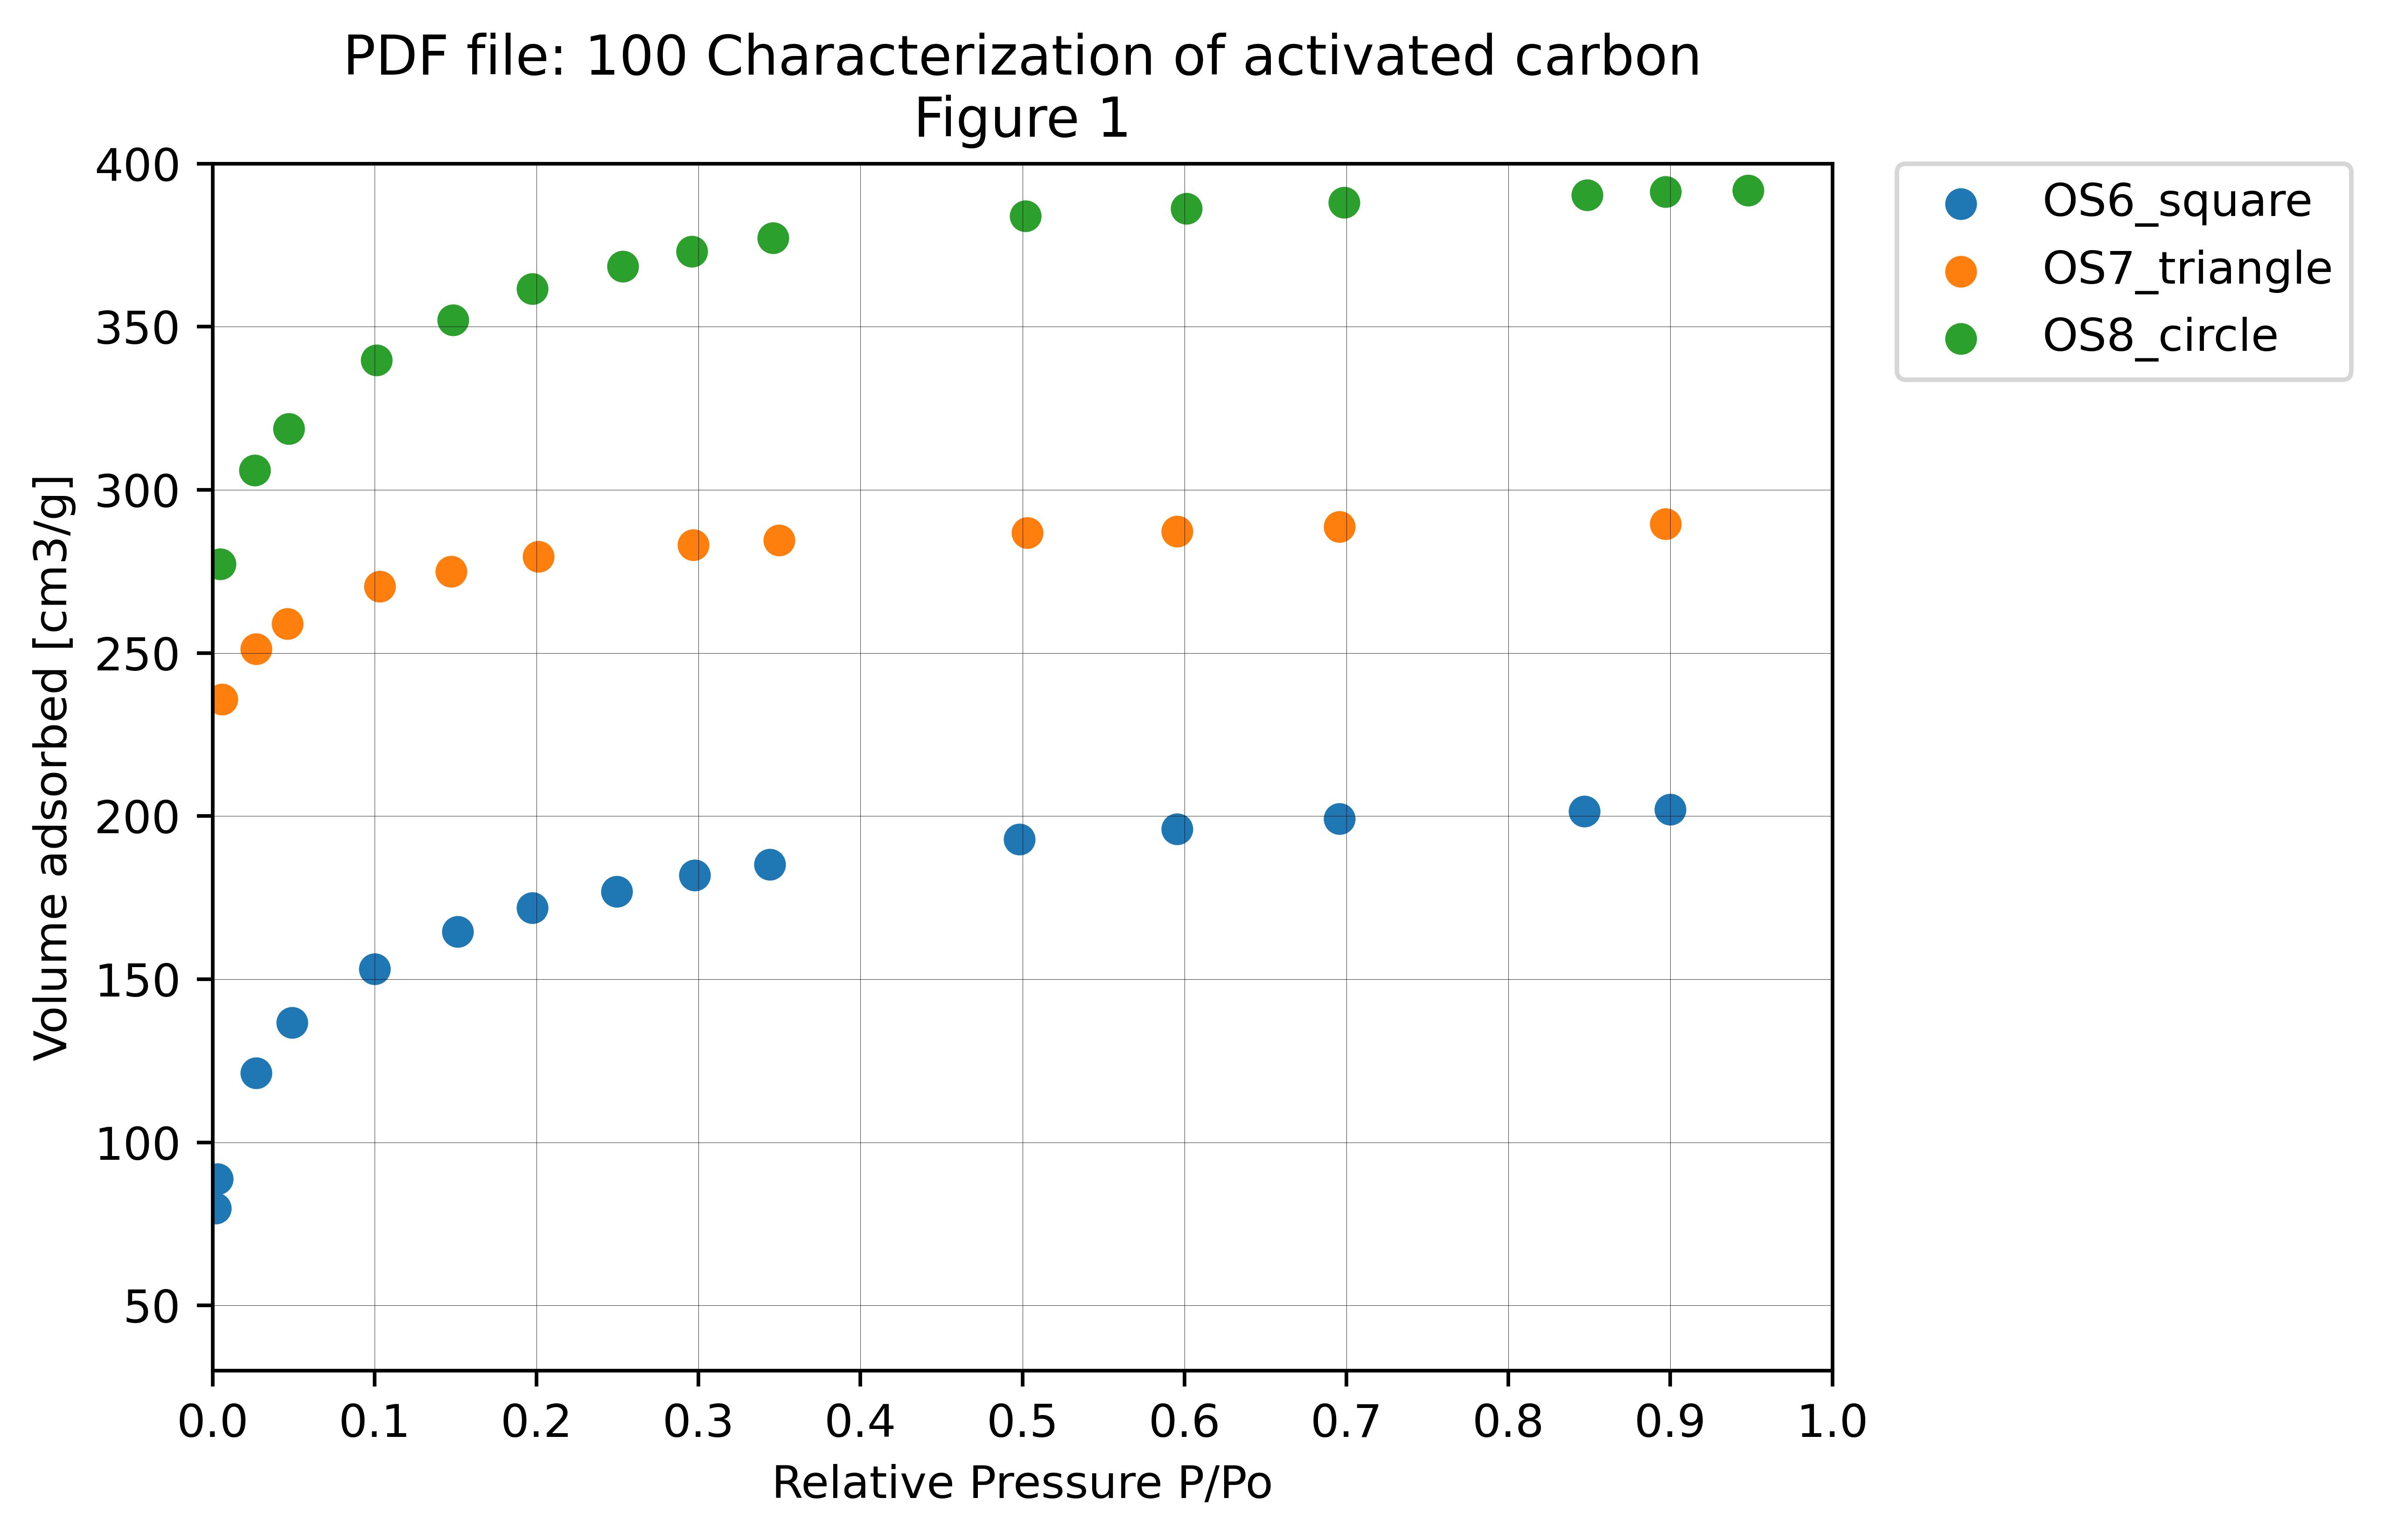 PDF file: 100 Characterization of activated carbon
Figure 1
400
350
300
250
200
150
100
50
Volume adsorbed [cm3/g]
0.0 0.1 0.2 0.3 0.4 0.5 0.6 0.7 0.8 0.9 1.0
Relative Pressure P/Po
OS6_square
OS7_triangle
OS8_circle